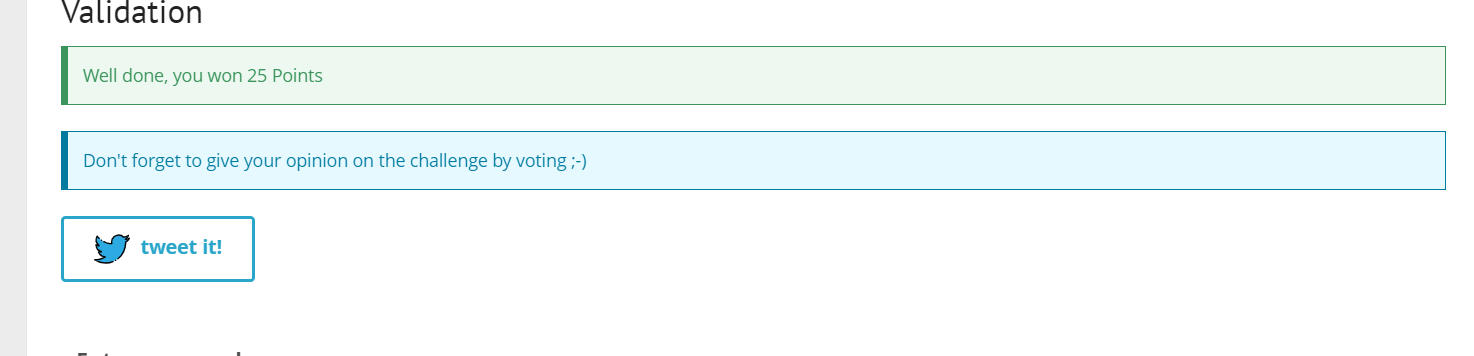 Validation
Well done, you won 25 Points
Don't forget to give your opinion on the challenge by voting ;-)
tweet it!